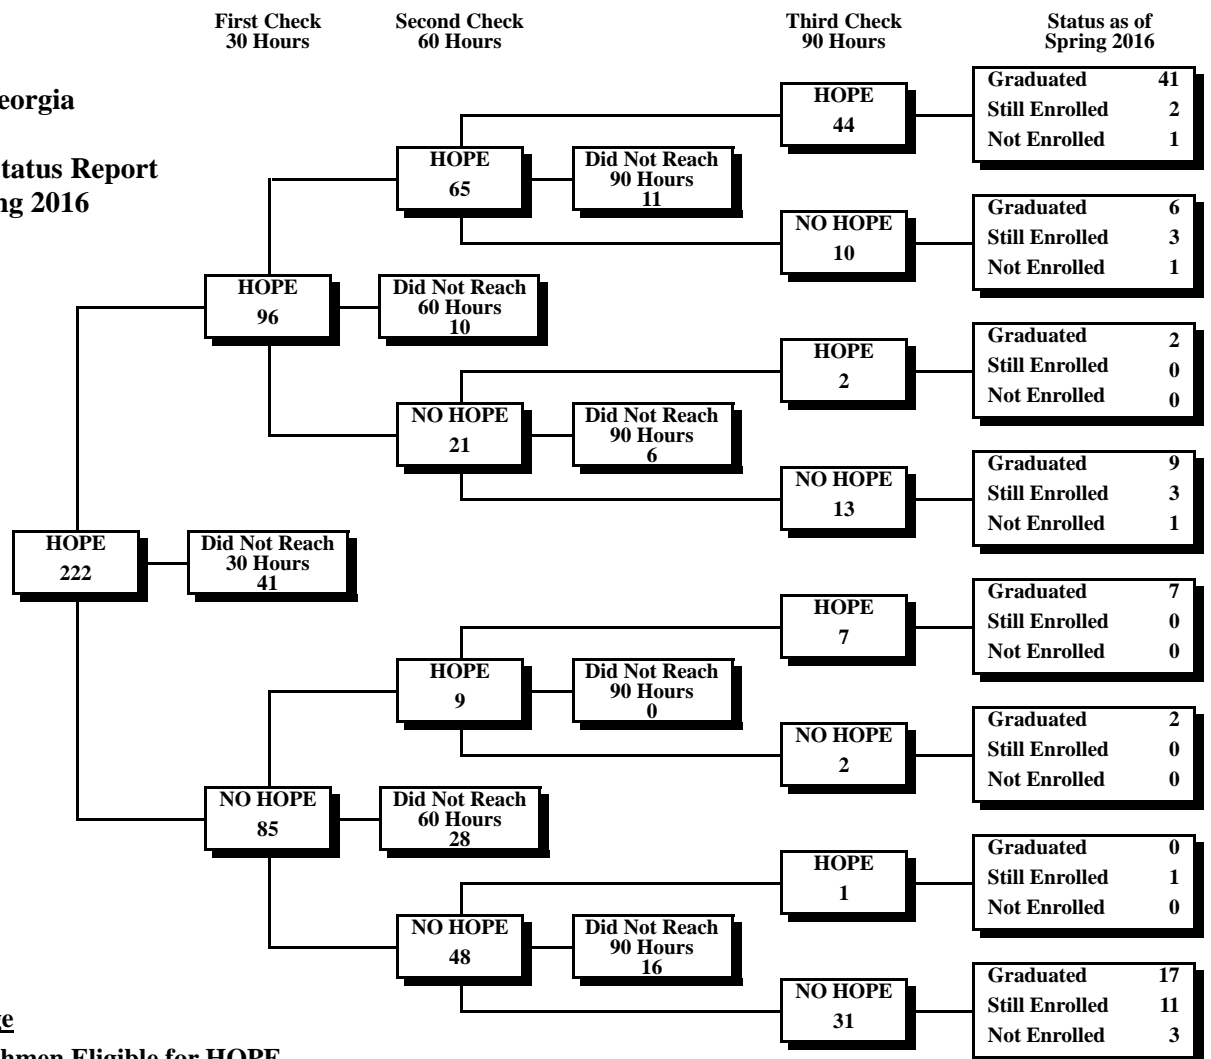 First Check
30 Hours
Second Check
60 Hours
Third Check
90 Hours
Status as of
Spring 2016
Status Report
2016
HOPE
222
Did Not Reach
30 Hours
41
HOPE
96
Did Not Reach
60 Hours
10
NO HOPE
85
Did Not Reach
60 Hours
28
HOPE
65
Did Not Reach
90 Hours
11
NO HOPE
21
Did Not Reach
90 Hours
6
HOPE
9
Did Not Reach
90 Hours
0
NO HOPE
48
Did Not Reach
90 Hours
16
HOPE
44
Graduated 41
Still Enrolled 2
Not Enrolled 1
NO HOPE
10
Graduated 6
Still Enrolled 3
Not Enrolled 1
HOPE
2
Graduated 2
Still Enrolled 0
Not Enrolled 0
NO HOPE
13
Graduated 9
Still Enrolled 3
Not Enrolled 1
HOPE
7
Graduated 7
Still Enrolled 0
Not Enrolled 0
NO HOPE
2
Graduated 2
Still Enrolled 0
Not Enrolled 0
HOPE
1
Graduated 0
Still Enrolled 1
Not Enrolled 0
NO HOPE
31
Graduated 17
Still Enrolled 11
Not Enrolled 3
Eligible for HOPE